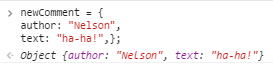 > newComment = {
author: "Nelson",
text: "ha-ha!",};
< Object {author: "Nelson", text: "ha-ha!"}